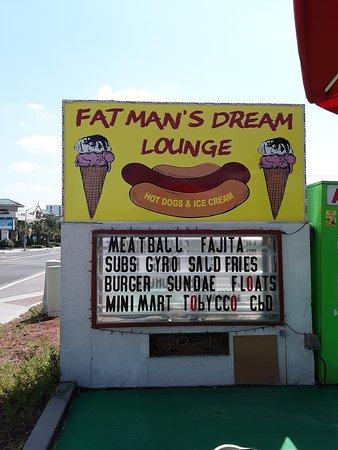 FAT MAN'S DREAM
LOUNGE
HOT DOGS & ICE CREAM
MEATBALL FAJITA
SUBS GYRO SALD FRIES
BURGER SUNDAE FLOATS
MINI MART TObYCCO CbD
OPEN